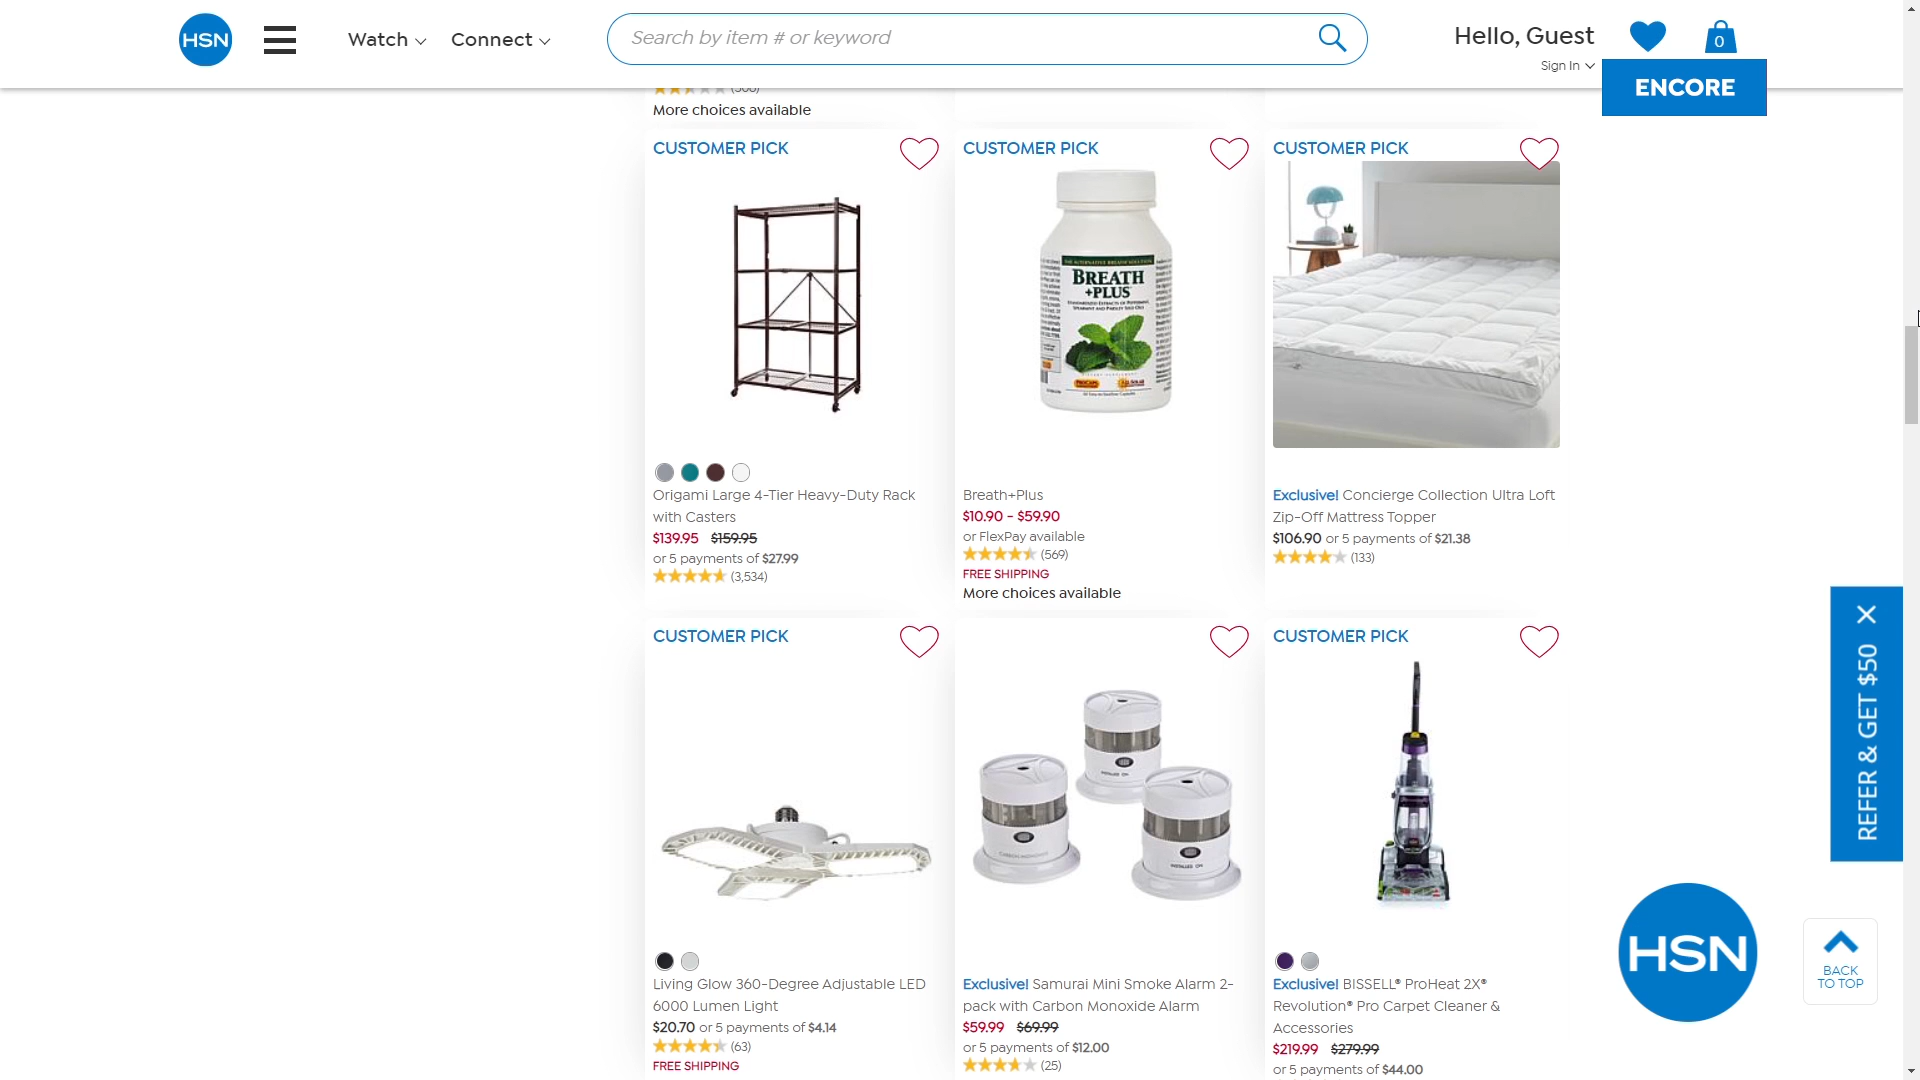 HSN
Watch
Connect
Search by item # or keyword
Hello, Guest
Sign In
0
ENCORE
More choices available
CUSTOMER PICK
CUSTOMER PICK
CUSTOMER PICK
BREATH
+PLUS
Origami Large 4-Tier Heavy-Duty Rack
with Casters
$139.95 $159.95
or 5 payments of $27.99
(3,534)
Breath+Plus
$10.90 - $59.90
or FlexPay available
(569)
FREE SHIPPING
More choices available
Exclusive! Concierge Collection Ultra Loft
Zip-Off Mattress Topper
$106.90 or 5 payments of $21.38
(133)
CUSTOMER PICK
CUSTOMER PICK
Living Glow 360-Degree Adjustable LED
6000 Lumen Light
$20.70 or 5 payments of $4.14
(63)
FREE SHIPPING
Exclusive! Samurai Mini Smoke Alarm 2-
pack with Carbon Monoxide Alarm
$59.99 $69.99
or 5 payments of $12.00
(25)
Exclusive! BISSELL® ProHeat 2X®
Revolution® Pro Carpet Cleaner &
Accessories
$219.99 $279.99
or 5 payments of $44.00
REFER & GET $50
HSN
BACK
TO TOP